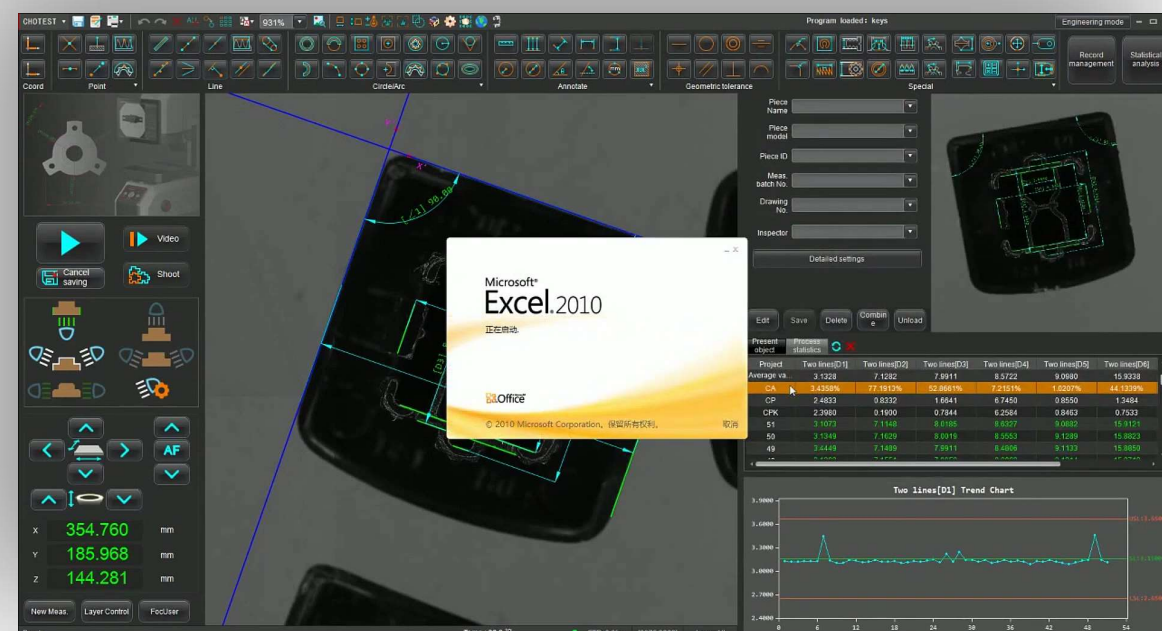 CHOTEST
931%
Program loaded: keys
Engineering mode
Coord
Point
Line
Circle/Arc
Annotate
Geometric tolerance
Special
Record management
Statistical analysis
Video
Cancel saving
Shoot
AF
X 354.760 mm
Y 185.968 mm
Z 144.281 mm
New Meas.
Layer Control
FocUser
Microsoft®
Excel 2010
正在启动.
Office
© 2010 Microsoft Corporation。保留所有权利。
取消
Piece Name
Piece model
Piece ID
Meas. batch No.
Drawing No.
Inspector
Detailed settings
Edit
Save
Delete
Combin e
Unload
Present object
Process statistics
Project Two lines[D1] Two lines[D2] Two lines[D3] Two lines[D4] Two lines[D5] Two lines[D6]
Average va... 3.1328 7.1282 7.9911 8.5722 9.0980 15.9338
CA 3.4358% 77.1913% 52.8661% 7.2151% 1.0207% 44.1339%
CP 2.4833 0.8332 1.6641 6.7450 0.8550 1.3484
CPK 2.3980 0.1900 0.7844 6.2584 0.8463 0.7533
51 3.1073 7.1148 8.0185 8.6337 9.0882 15.9121
50 3.1349 7.1629 8.0019 8.5553 9.1289 15.8823
49 3.4449 7.1409 7.9911 8.4806 9.1133 15.8850
Two lines[D1] Trend Chart
3.9000
3.6000
3.3000
3.0000
2.7000
2.4000
0 6 12 18 24 30 36 42 48 54